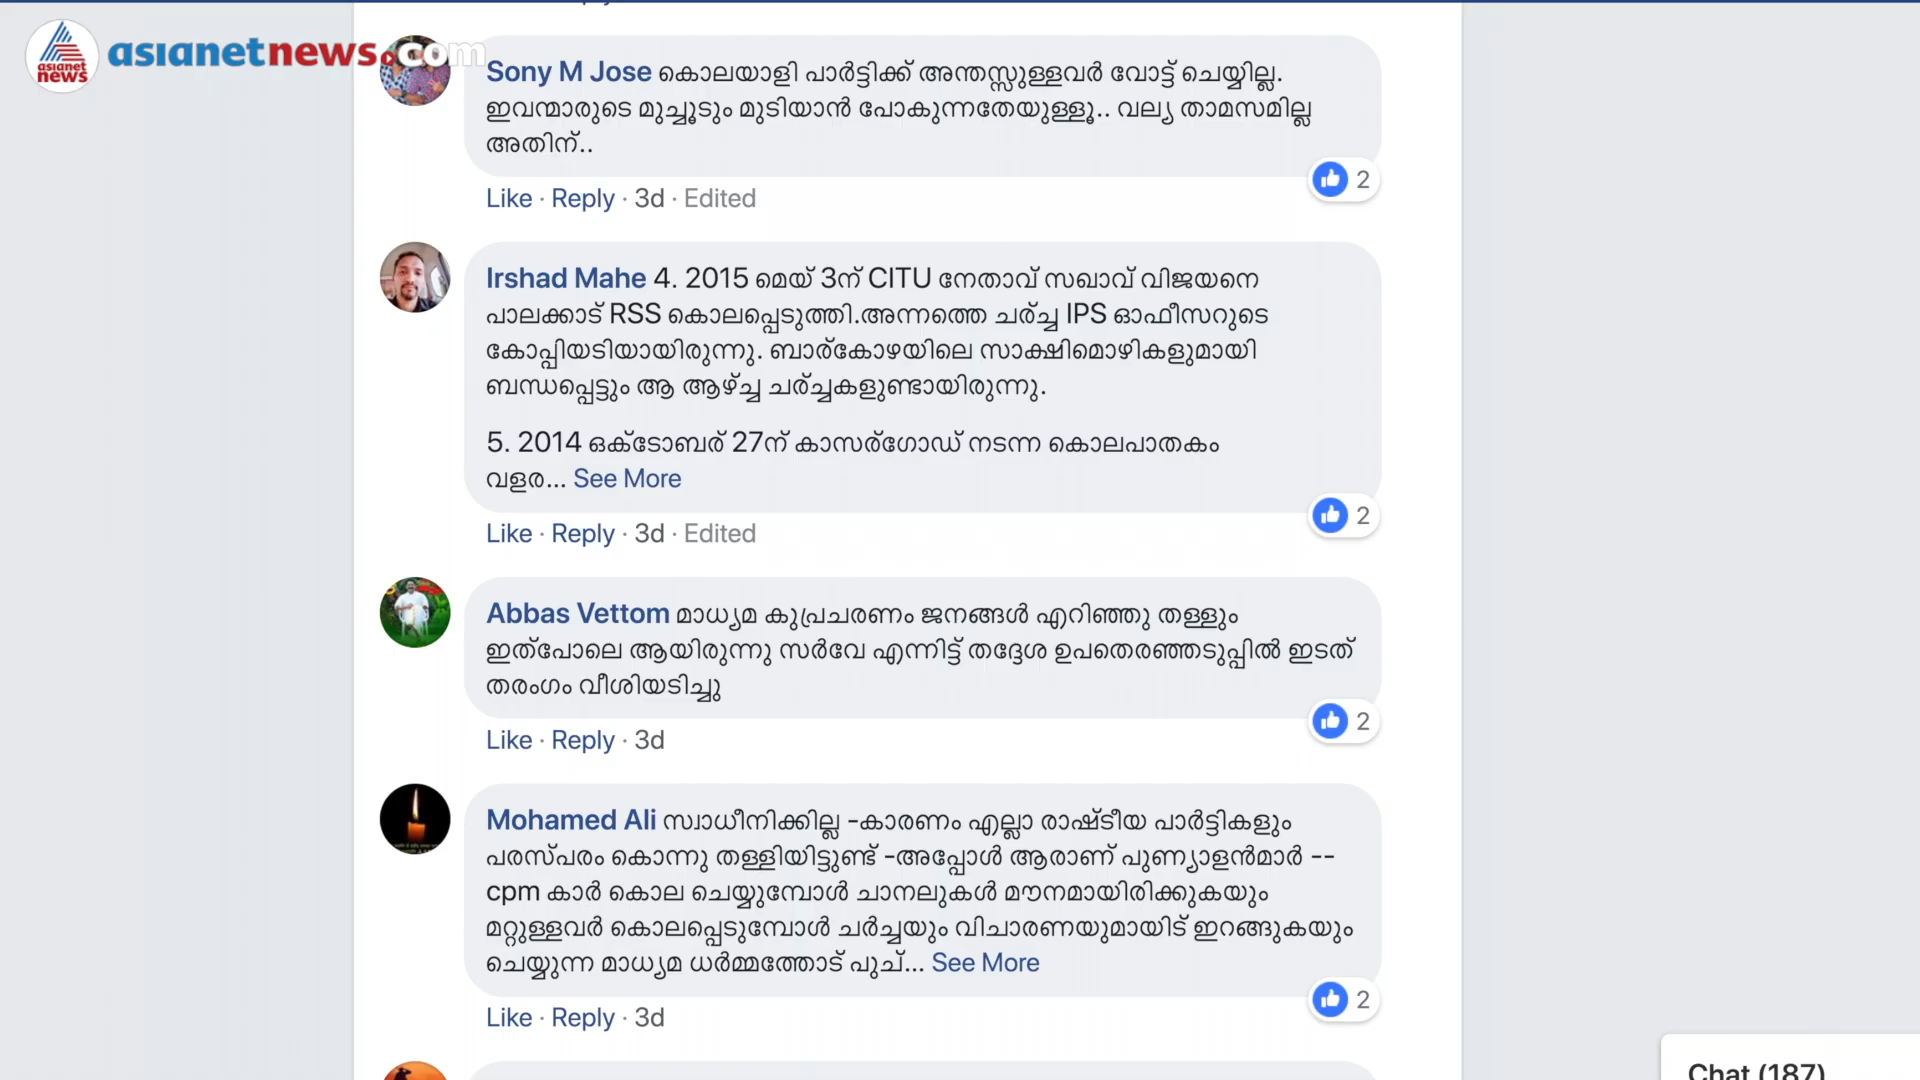 asianet news asianetnews.com
Sony M Jose കൊലയാളി പാർട്ടിക്ക് അന്തസ്സുള്ളവർ വോട്ട് ചെയ്യില്ല.
ഇവന്മാരുടെ മുച്ചൂടും മുടിയാൻ പോകുന്നതേയുള്ളൂ.. വല്യ താമസമില്ല
അതിന്..
2
Like · Reply · 3d · Edited
Irshad Mahe 4. 2015 മെയ് 3ന് CITU നേതാവ് സഖാവ് വിജയനെ
പാലക്കാട് RSS കൊലപ്പെടുത്തി.അന്നത്തെ ചര്ച്ച IPS ഓഫീസറുടെ
കോപ്പിയടിയായിരുന്നു. ബാര്കോഴയിലെ സാക്ഷിമൊഴികളുമായി
ബന്ധപ്പെട്ടും ആ ആഴ്ച്ച ചര്ച്ചകളുണ്ടായിരുന്നു.
5. 2014 ഒക്ടോബര് 27ന് കാസര്ഗോഡ് നടന്ന കൊലപാതകം
വളര... See More
2
Like · Reply · 3d · Edited
Abbas Vettom മാധ്യമ കുപ്രചരണം ജനങ്ങൾ എറിഞ്ഞു തള്ളും
ഇത്പോലെ ആയിരുന്നു സർവേ എന്നിട്ട് തദ്ദേശ ഉപതെരഞ്ഞടുപ്പിൽ ഇടത്
തരംഗം വീശിയടിച്ചു
2
Like · Reply · 3d
Mohamed Ali സ്വാധീനിക്കില്ല -കാരണം എല്ലാ രാഷ്ടീയ പാർട്ടികളും
പരസ്പരം കൊന്നു തള്ളിയിട്ടുണ്ട് -അപ്പോൾ ആരാണ് പുണ്യാളൻമാർ --
cpm കാർ കൊല ചെയ്യുമ്പോൾ ചാനലുകൾ മൗനമായിരിക്കുകയും
മറ്റുള്ളവർ കൊലപ്പെടുമ്പോൾ ചർച്ചയും വിചാരണയുമായിട് ഇറങ്ങുകയും
ചെയ്യുന്ന മാധ്യമ ധർമ്മത്തോട് പുച്... See More
2
Like · Reply · 3d
Chat (187)